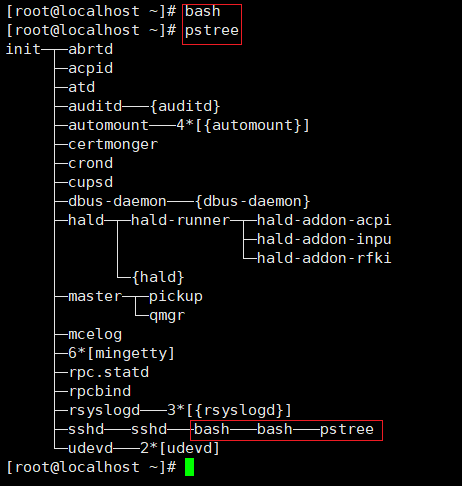 [root@localhost ~]# bash
[root@localhost ~]# pstree
init─┬─abrtd
     ├─acpid
     ├─atd
     ├─auditd───{auditd}
     ├─automount───4*[{automount}]
     ├─certmonger
     ├─crond
     ├─cupsd
     ├─dbus-daemon───{dbus-daemon}
     ├─hald─┬─hald-runner─┬─hald-addon-acpi
     │      │             ├─hald-addon-inpu
     │      │             └─hald-addon-rfki
     │      └─{hald}
     ├─master─┬─pickup
     │        └─qmgr
     ├─mcelog
     ├─6*[mingetty]
     ├─rpc.statd
     ├─rpcbind
     ├─rsyslogd───3*[{rsyslogd}]
     ├─sshd───sshd───bash───bash───pstree
     └─udevd───2*[udevd]
[root@localhost ~]#